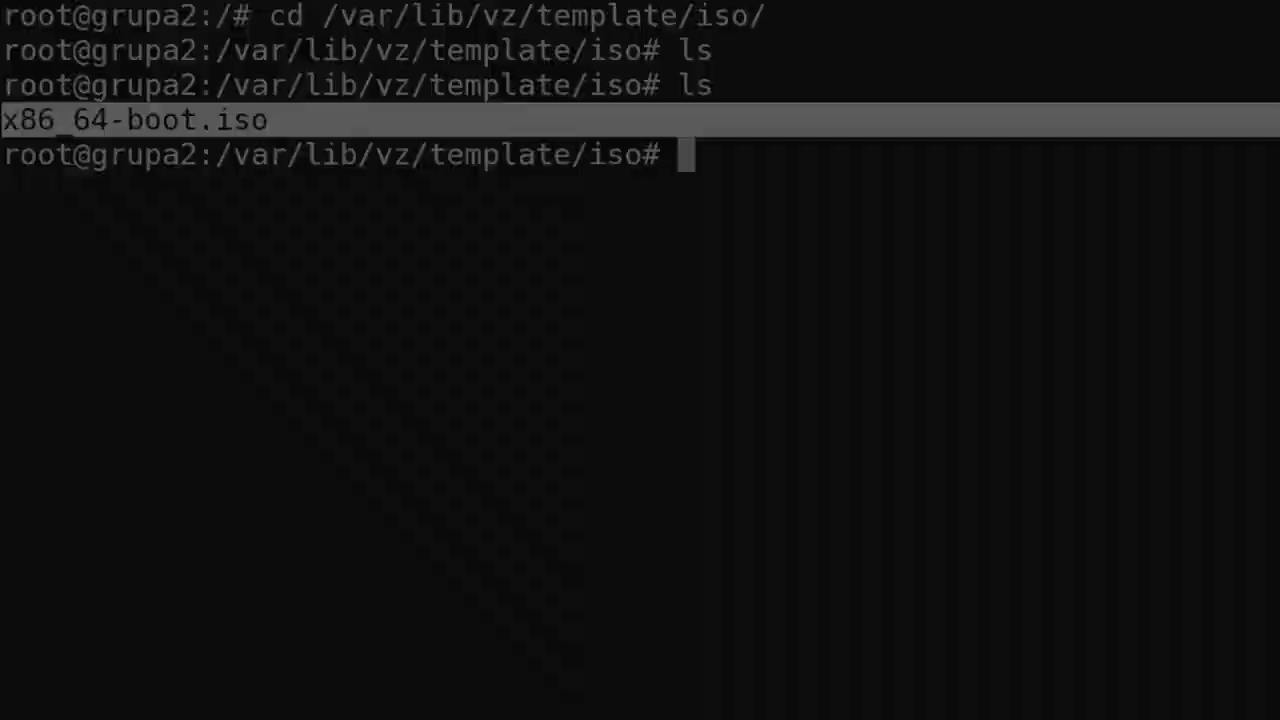 root@grupa2:/# cd /var/lib/vz/template/iso/
root@grupa2:/var/lib/vz/template/iso# ls
root@grupa2:/var/lib/vz/template/iso# ls
x86_64-boot.iso
root@grupa2:/var/lib/vz/template/iso#